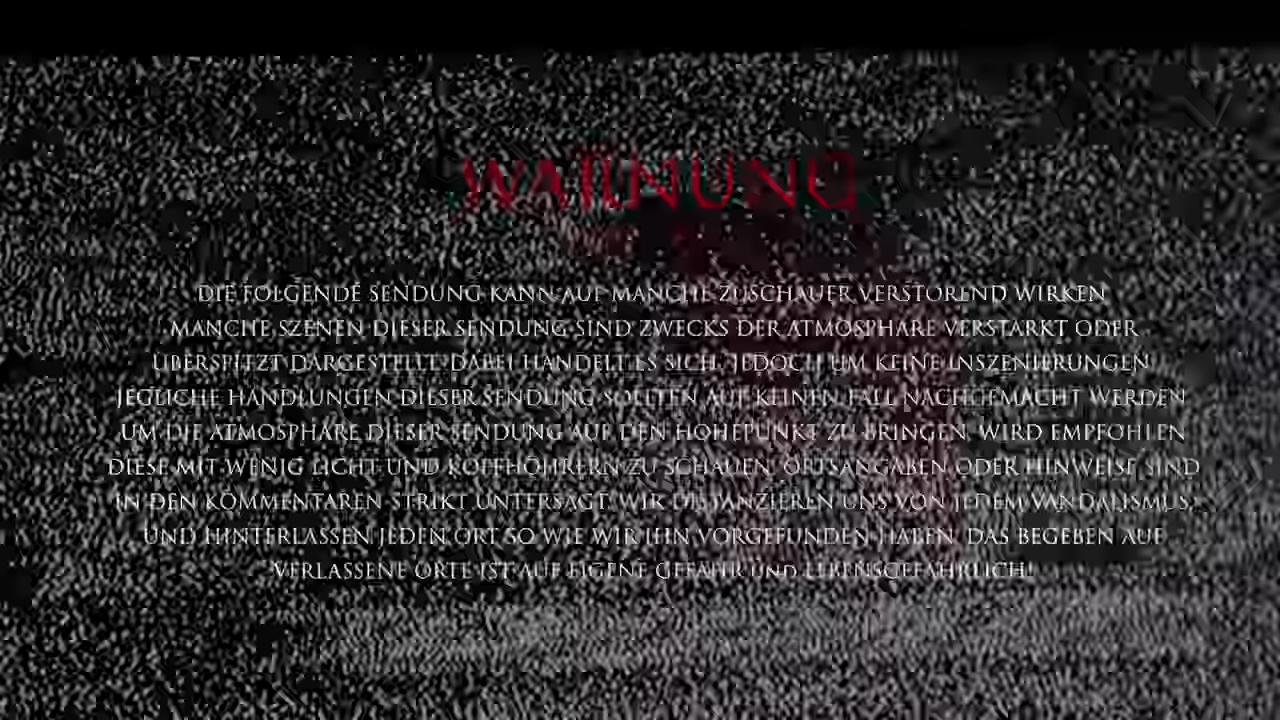 WARNUNG
DIE FOLGENDE SENDUNG KANN AUF MANCHE ZUSCHAUER VERSTÖREND WIRKEN
MANCHE SZENEN DIESER SENDUNG SIND ZWECKS DER ATMOSPHÄRE VERSTÄRKT ODER
ÜBERSPITZT DARGESTELLT. DABEI HANDELT ES SICH JEDOCH UM KEINE INSZENIERUNGEN
JEGLICHE HANDLUNGEN DIESER SENDUNG SOLLTEN AUF KEINEN FALL NACHGEMACHT WERDEN
UM DIE ATMOSPHÄRE DIESER SENDUNG AUF DEN HÖHEPUNKT ZU BRINGEN, WIRD EMPFOHLEN
DIESE MIT WENIG LICHT UND KOPFHÖHRERN ZU SCHAUEN. ORTSANGABEN ODER HINWEISE SIND
IN DEN KOMMENTAREN STRIKT UNTERSAGT. WIR DISTANZIEREN UNS VON JEDEM VANDALISMUS,
UND HINTERLASSEN JEDEN ORT SO WIE WIR IHN VORGEFUNDEN HABEN. DAS BEGEBEN AUF
VERLASSENE ORTE IST AUF EIGENE GEFAHR UND LEBENSGEFÄHRLICH!